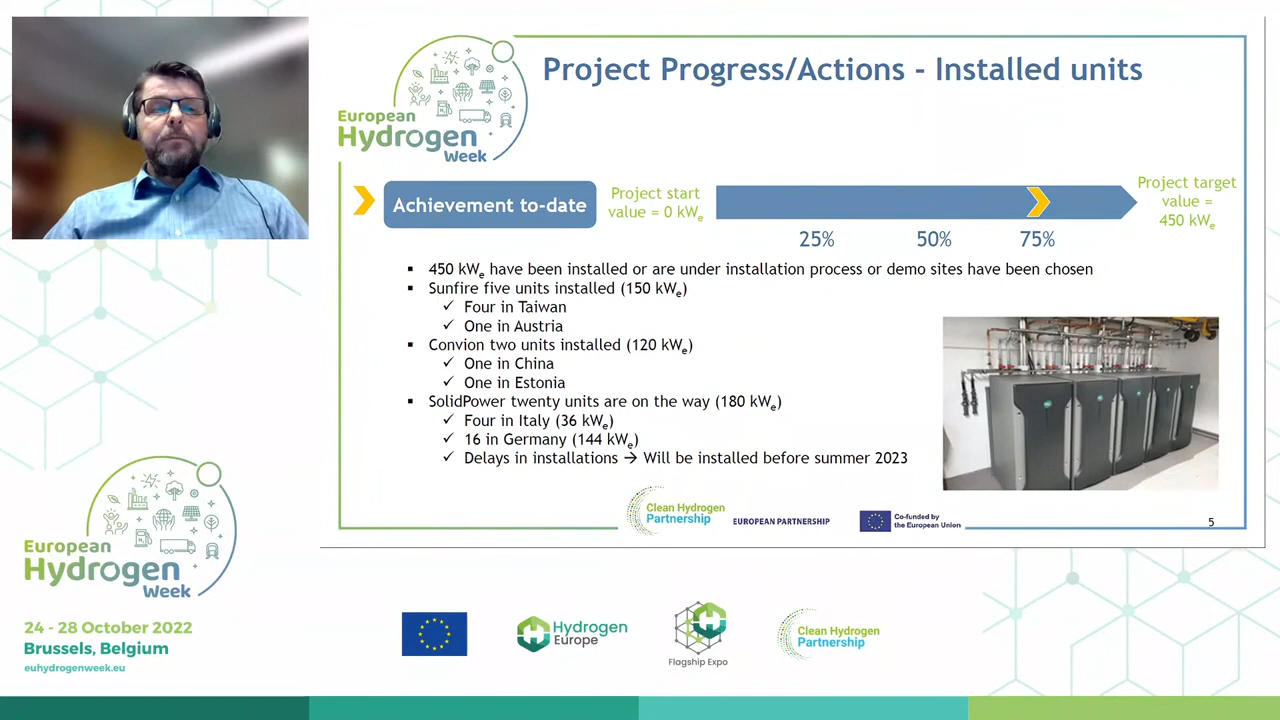 European
Hydrogen
Week
Project Progress/Actions - Installed units
Achievement to-date
Project start
value = 0 kWe
25%
50%
75%
Project target
value =
450 kWe
▪ 450 kWe have been installed or are under installation process or demo sites have been chosen
▪ Sunfire five units installed (150 kWe)
✓ Four in Taiwan
✓ One in Austria
▪ Convion two units installed (120 kWe)
✓ One in China
✓ One in Estonia
▪ SolidPower twenty units are on the way (180 kWe)
✓ Four in Italy (36 kWe)
✓ 16 in Germany (144 kWe)
✓ Delays in installations → Will be installed before summer 2023
Clean Hydrogen
Partnership
EUROPEAN PARTNERSHIP
Co-funded by
the European Union
5
European
Hydrogen
Week
24 - 28 October 2022
Brussels, Belgium
euhydrogenweek.eu
Hydrogen
Europe
Flagship Expo
Clean Hydrogen
Partnership